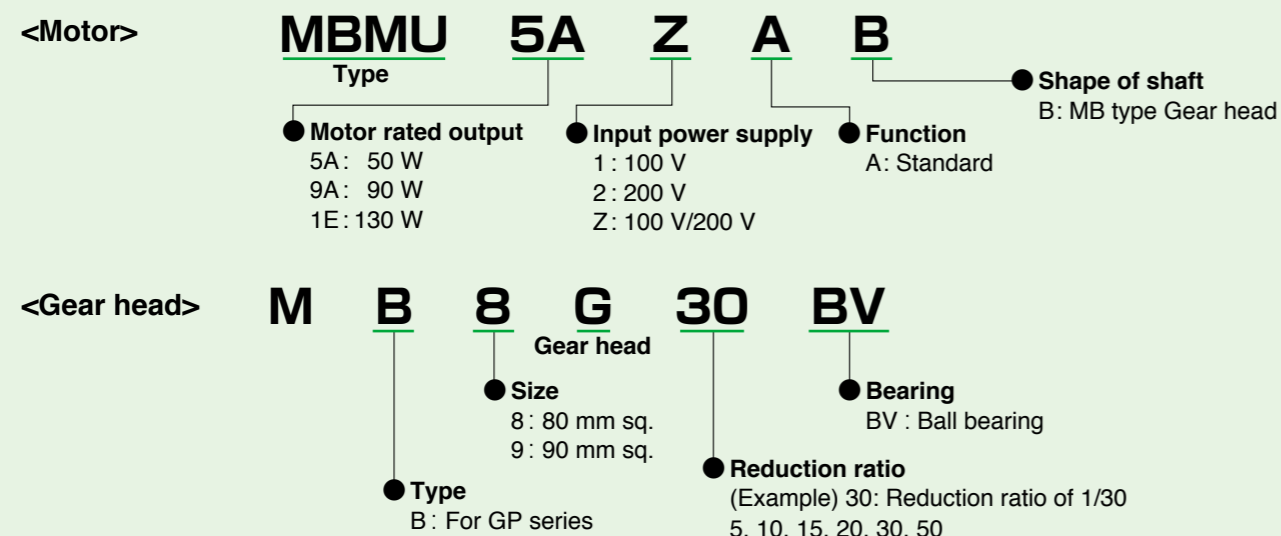 <Motor> MBMU 5A Z A B
Type
Shape of shaft
B: MB type Gear head
Motor rated output
5A: 50 W
9A: 90 W
1E: 130 W
Input power supply
1: 100 V
2: 200 V
Z: 100 V/200 V
Function
A: Standard
<Gear head> M B 8 G 30 BV
Gear head
Size
8: 80 mm sq.
9: 90 mm sq.
Bearing
BV : Ball bearing
Type
B: For GP series
Reduction ratio
(Example) 30: Reduction ratio of 1/30
5, 10, 15, 20, 30, 50